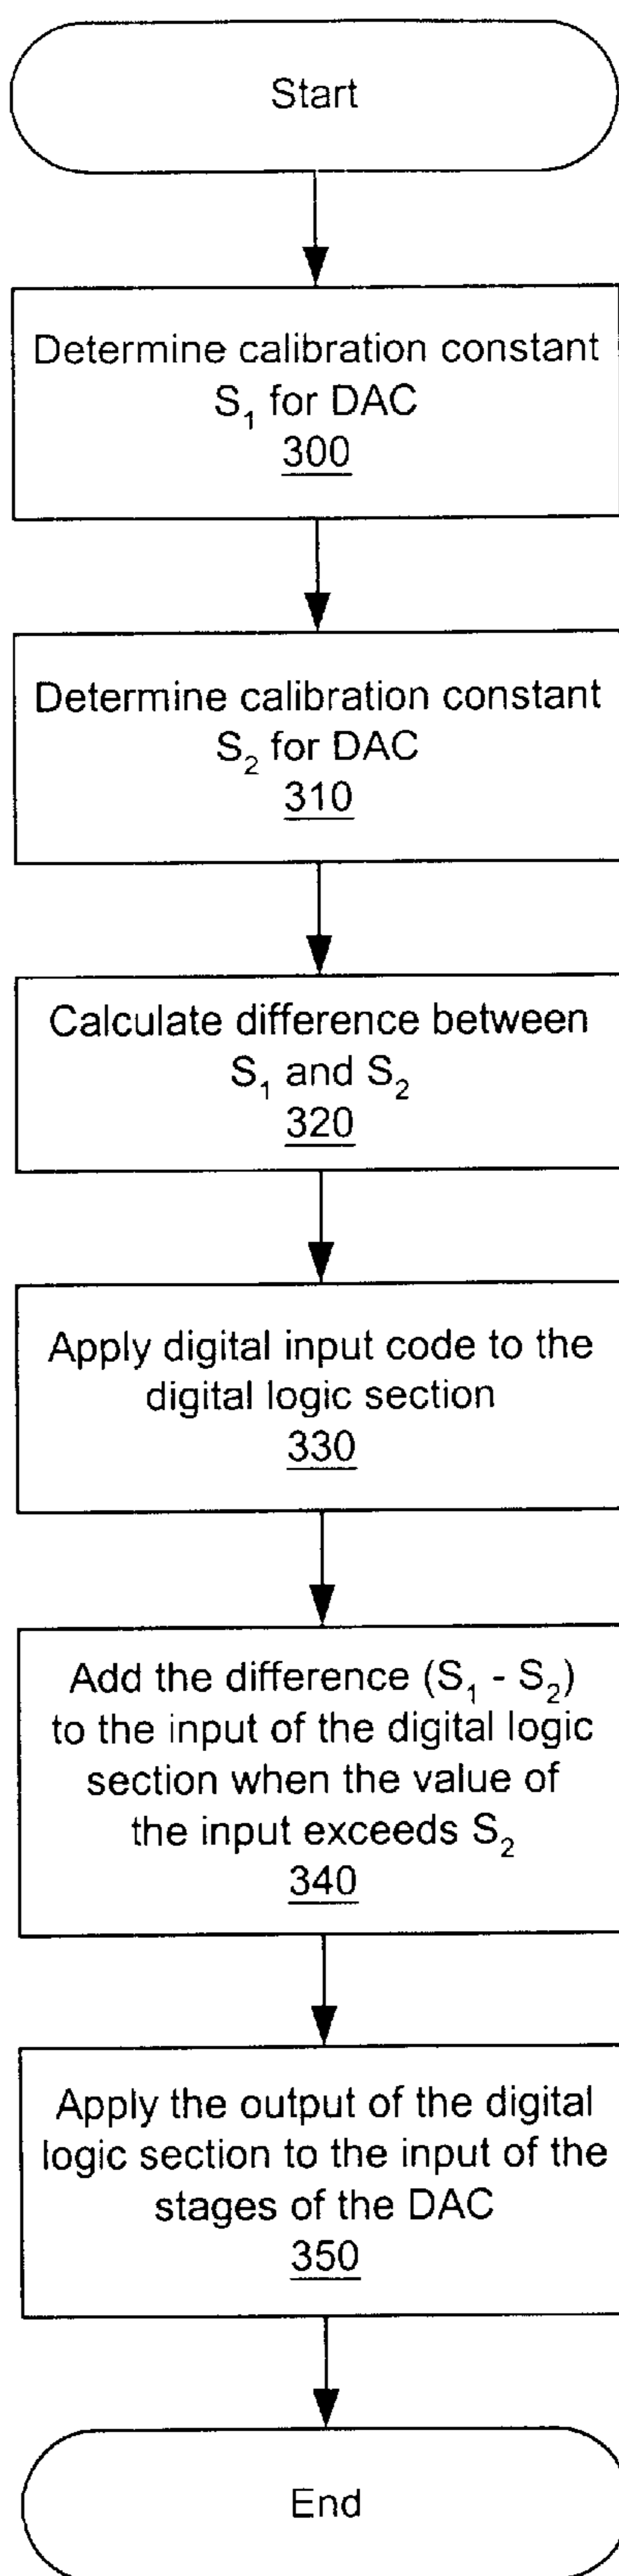 Start
Determine calibration constant
S₁ for DAC
300
Determine calibration constant
S₂ for DAC
310
Calculate difference between
S₁ and S₂
320
Apply digital input code to the
digital logic section
330
Add the difference (S₁ - S₂)
to the input of the digital logic
section when the value of
the input exceeds S₂
340
Apply the output of the digital
logic section to the input of the
stages of the DAC
350
End